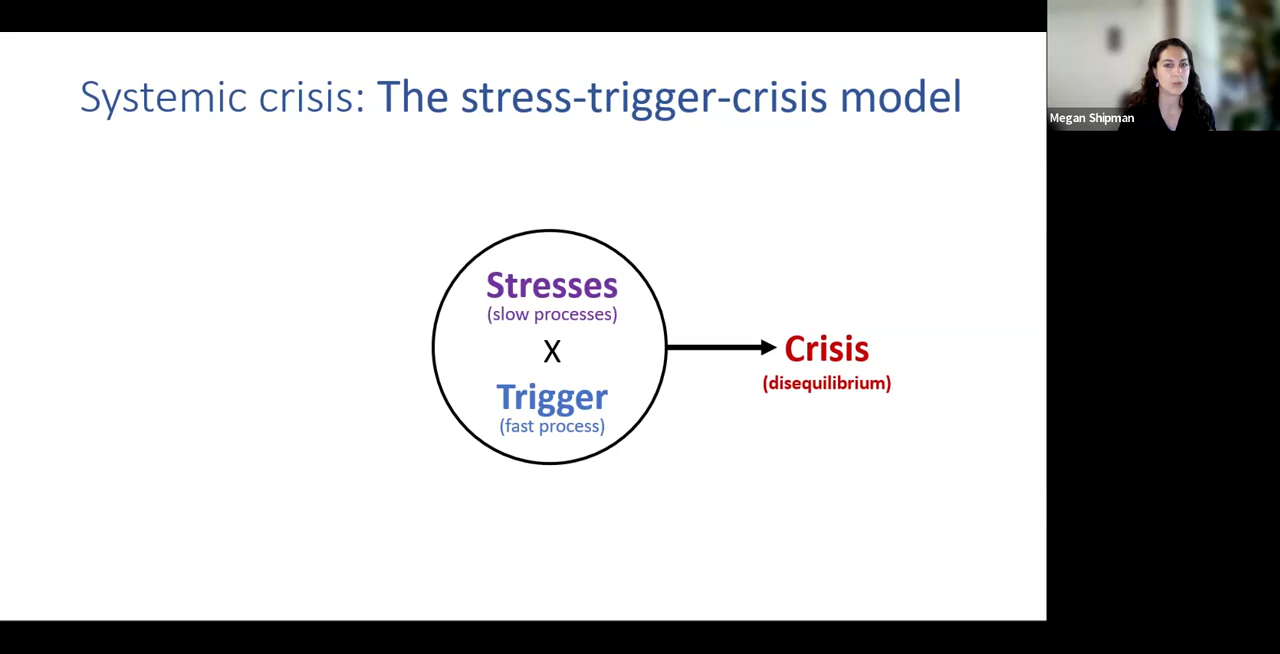 Systemic crisis: The stress-trigger-crisis model
Megan Shipman
Stresses
(slow processes)
X
Trigger
(fast process)
Crisis
(disequilibrium)